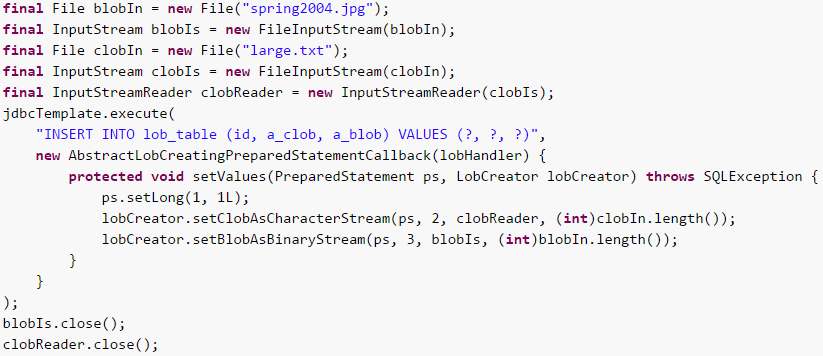 final File blobIn = new File("spring2004.jpg");
final InputStream blobIs = new FileInputStream(blobIn);
final File clobIn = new File("large.txt");
final InputStream clobIs = new FileInputStream(clobIn);
final InputStreamReader clobReader = new InputStreamReader(clobIs);
jdbcTemplate.execute(
    "INSERT INTO lob_table (id, a_clob, a_blob) VALUES (?, ?, ?)",
    new AbstractLobCreatingPreparedStatementCallback(lobHandler) {
        protected void setValues(PreparedStatement ps, LobCreator lobCreator) throws SQLException {
            ps.setLong(1, 1L);
            lobCreator.setClobAsCharacterStream(ps, 2, clobReader, (int)clobIn.length());
            lobCreator.setBlobAsBinaryStream(ps, 3, blobIs, (int)blobIn.length());
        }
    }
);
blobIs.close();
clobReader.close();